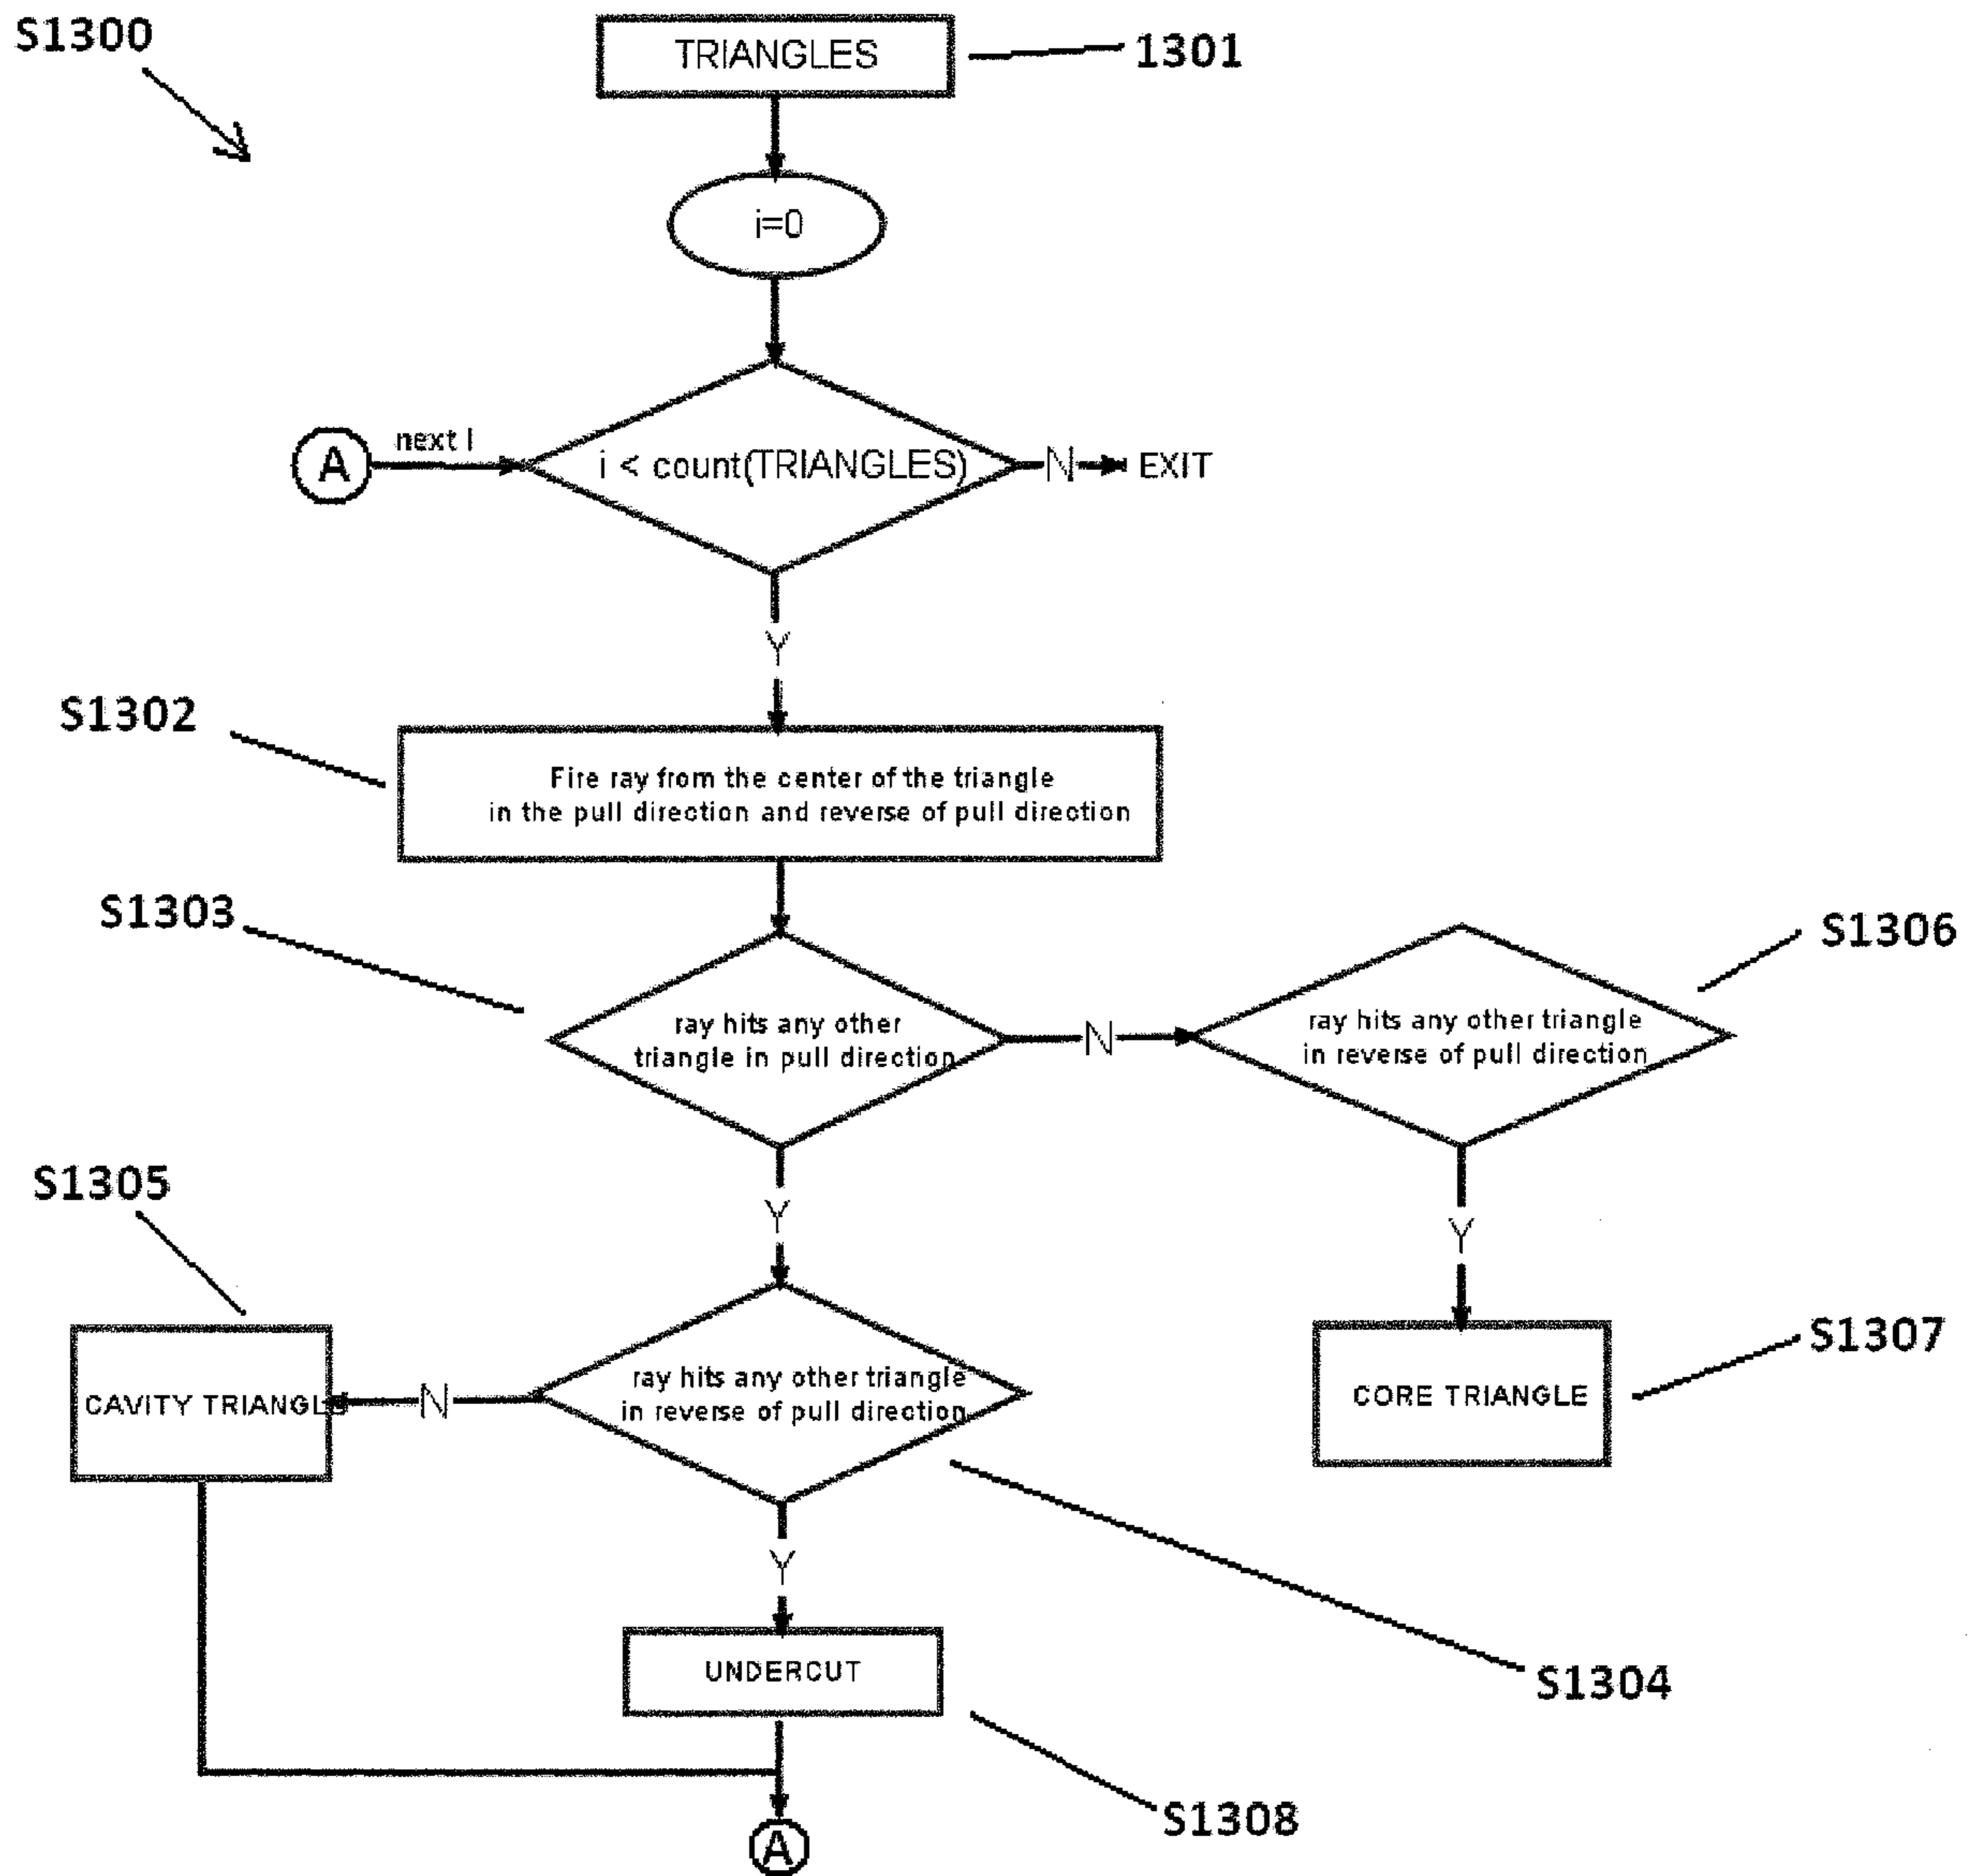 S1300
TRIANGLES
1301
i=0
A
next i
i < count(TRIANGLES)
N
EXIT
Y
S1302
Fire ray from the center of the triangle
in the pull direction and reverse of pull direction
S1303
S1306
ray hits any other
triangle in pull direction
N
ray hits any other triangle
in reverse of pull direction
S1305
Y
Y
S1307
CAVITY TRIANGLE
N
ray hits any other triangle
in reverse of pull direction
CORE TRIANGLE
Y
UNDERCUT
S1304
S1308
A